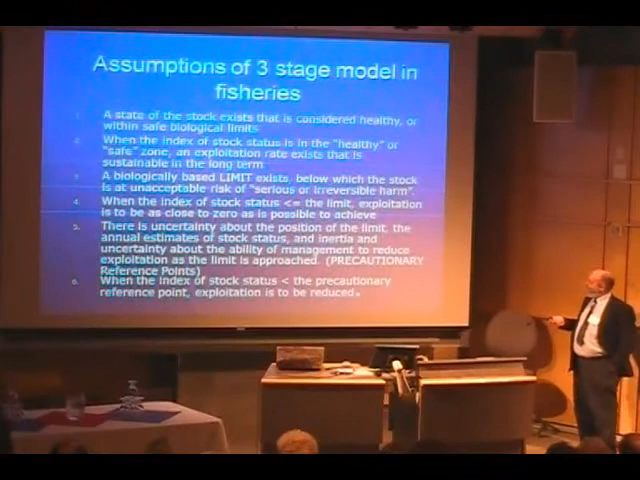 Assumptions of 3 stage model in
fisheries
1. A state of the stock exists that is considered healthy, or
within safe biological limits
2. When the index of stock status is in the "healthy" or
"safe" zone, an exploitation rate exists that is
sustainable in the long term
3. A biologically based LIMIT exists, below which the stock
is at unacceptable risk of "serious or irreversible harm".
4. When the index of stock status <= the limit, exploitation
is to be as close to zero as is possible to achieve
5. There is uncertainty about the position of the limit, the
annual estimates of stock status, and inertia and
uncertainty about the ability of management to reduce
exploitation as the limit is approached. (PRECAUTIONARY
Reference Points)
6. When the index of stock status < the precautionary
reference point, exploitation is to be reduced.